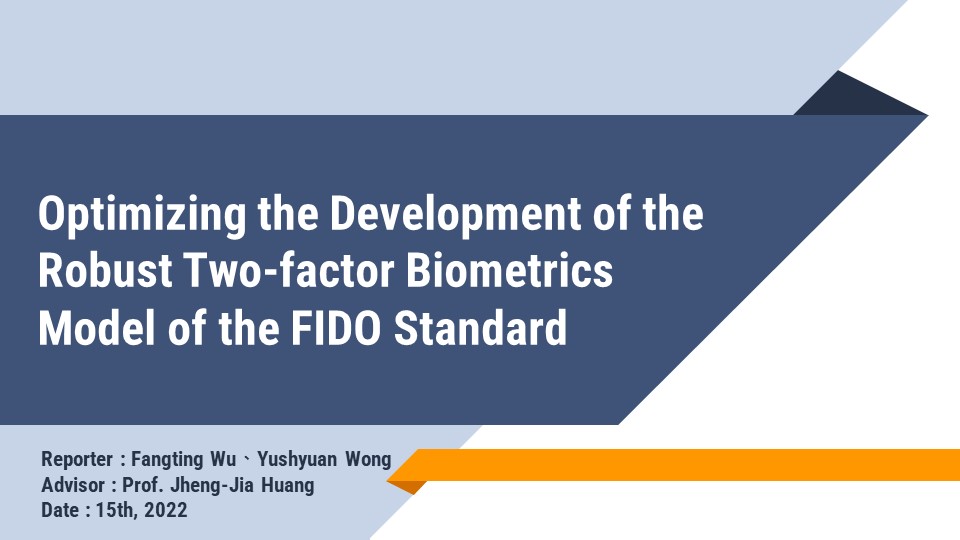 Optimizing the Development of the
Robust Two-factor Biometrics
Model of the FIDO Standard
Reporter : Fangting Wu、Yushyuan Wong
Advisor : Prof. Jheng-Jia Huang
Date : 15th, 2022